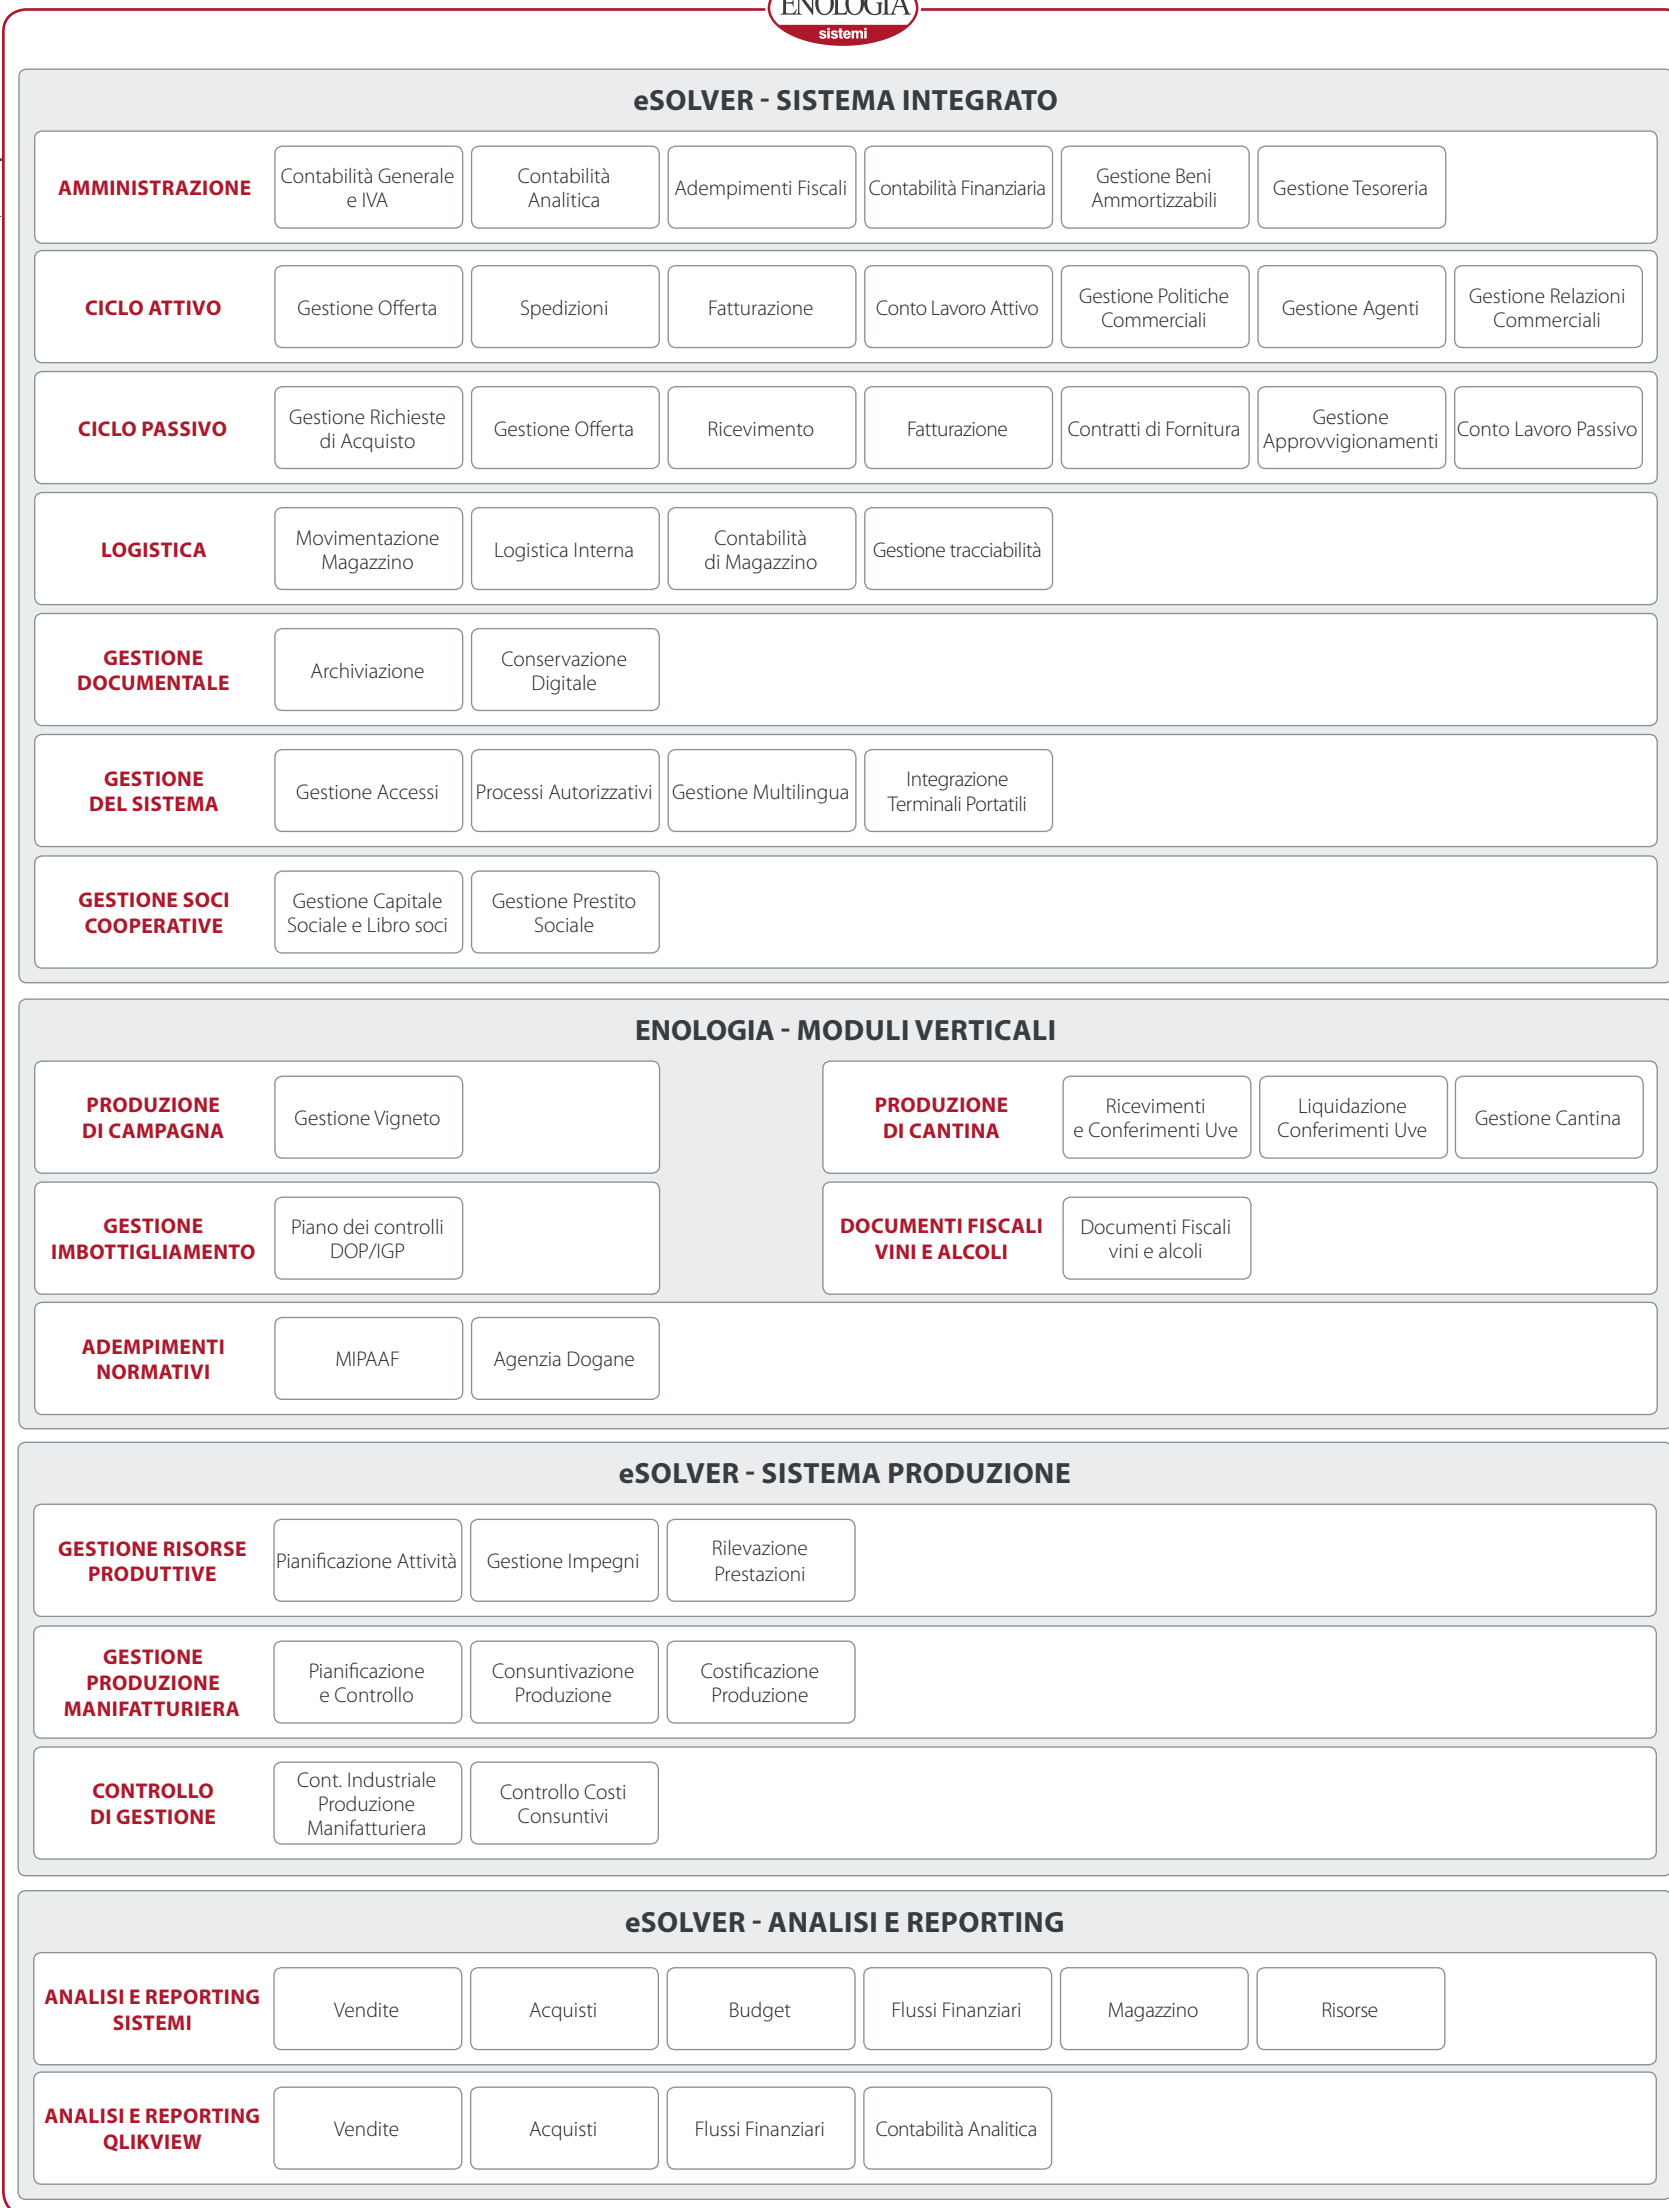 ENOLOGIA
sistemi
eSOLVER - SISTEMA INTEGRATO
AMMINISTRAZIONE
Contabilità Generale
e IVA
Contabilità
Analitica
Adempimenti Fiscali
Contabilità Finanziaria
Gestione Beni
Ammortizzabili
Gestione Tesoreria
CICLO ATTIVO
Gestione Offerta
Spedizioni
Fatturazione
Conto Lavoro Attivo
Gestione Politiche
Commerciali
Gestione Agenti
Gestione Relazioni
Commerciali
CICLO PASSIVO
Gestione Richieste
di Acquisto
Gestione Offerta
Ricevimento
Fatturazione
Contratti di Fornitura
Gestione
Approvvigionamenti
Conto Lavoro Passivo
LOGISTICA
Movimentazione
Magazzino
Logistica Interna
Contabilità
di Magazzino
Gestione tracciabilità
GESTIONE
DOCUMENTALE
Archiviazione
Conservazione
Digitale
GESTIONE
DEL SISTEMA
Gestione Accessi
Processi Autorizzativi
Gestione Multilingua
Integrazione
Terminali Portatili
GESTIONE SOCI
COOPERATIVE
Gestione Capitale
Sociale e Libro soci
Gestione Prestito
Sociale
ENOLOGIA - MODULI VERTICALI
PRODUZIONE
DI CAMPAGNA
Gestione Vigneto
PRODUZIONE
DI CANTINA
Ricevimenti
e Conferimenti Uve
Liquidazione
Conferimenti Uve
Gestione Cantina
GESTIONE
IMBOTTIGLIAMENTO
Piano dei controlli
DOP/IGP
DOCUMENTI FISCALI
VINI E ALCOLI
Documenti Fiscali
vini e alcoli
ADEMPIMENTI
NORMATIVI
MIPAAF
Agenzia Dogane
eSOLVER - SISTEMA PRODUZIONE
GESTIONE RISORSE
PRODUTTIVE
Pianificazione Attività
Gestione Impegni
Rilevazione
Prestazioni
GESTIONE
PRODUZIONE
MANIFATTURIERA
Pianificazione
e Controllo
Consuntivazione
Produzione
Costificazione
Produzione
CONTROLLO
DI GESTIONE
Cont. Industriale
Produzione
Manifatturiera
Controllo Costi
Consuntivi
eSOLVER - ANALISI E REPORTING
ANALISI E REPORTING
SISTEMI
Vendite
Acquisti
Budget
Flussi Finanziari
Magazzino
Risorse
ANALISI E REPORTING
QLIKVIEW
Vendite
Acquisti
Flussi Finanziari
Contabilità Analitica